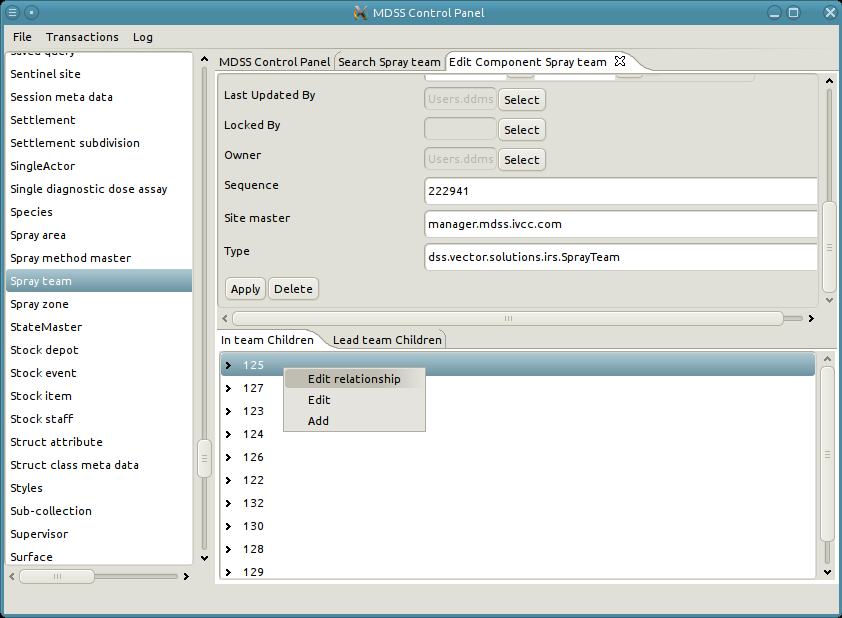 MDSS Control Panel
File Transactions Log
Saved query
Sentinel site
Session meta data
Settlement
Settlement subdivision
SingleActor
Single diagnostic dose assay
Species
Spray area
Spray method master
Spray team
Spray zone
StateMaster
Stock depot
Stock event
Stock item
Stock staff
Struct attribute
Struct class meta data
Styles
Sub-collection
Supervisor
Surface
MDSS Control Panel Search Spray team Edit Component Spray team
Last Updated By Users.ddms Select
Locked By Select
Owner Users.ddms Select
Sequence 222941
Site master manager.mdss.ivcc.com
Type dss.vector.solutions.irs.SprayTeam
Apply Delete
In team Children Lead team Children
125
127
123
124
126
122
132
130
128
129
Edit relationship
Edit
Add